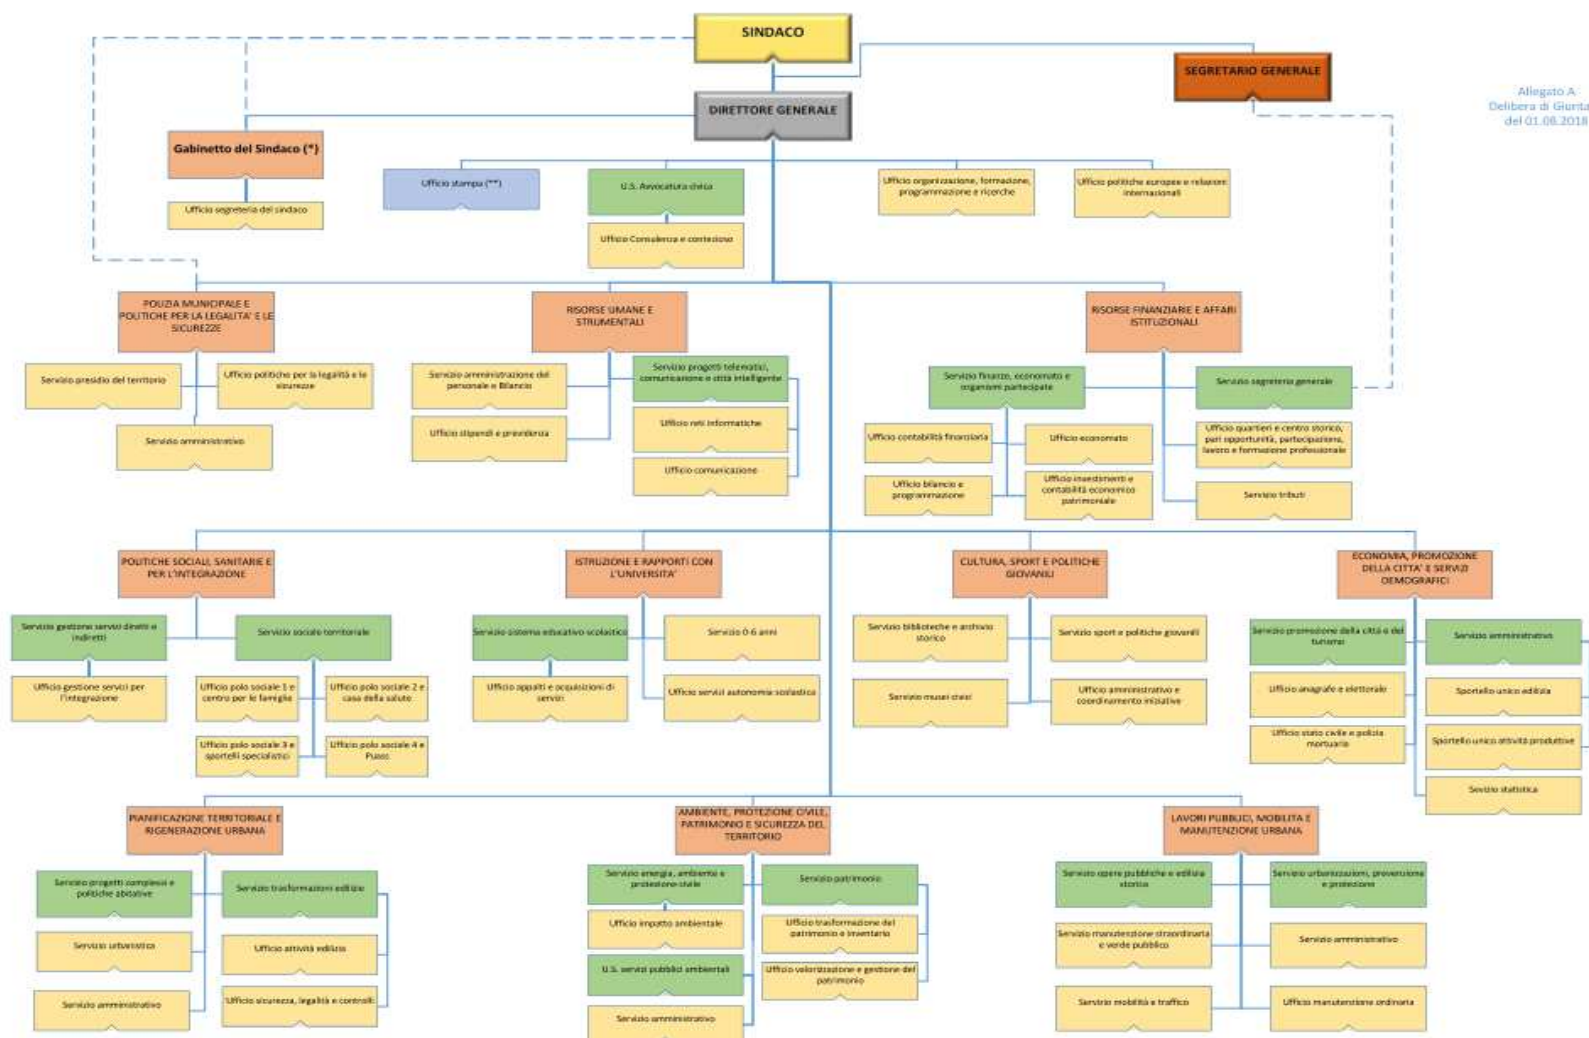 SINDACO
SEGRETARIO GENERALE
DIRETTORE GENERALE
Allegato A
Delibera di Giunta
del 01.08.2018
Gabinetto del Sindaco (*)
Ufficio segreteria del sindaco
Ufficio stampa (**)
U.S. Avvocatura civica
Ufficio Consulenza e contezioso
Ufficio organizzazione, formazione,
programmazione e ricerche
Ufficio politiche europee e relazioni
internazionali
POLIZIA MUNICIPALE E
POLITICHE PER LA LEGALITA' E LE
SICUREZZE
Servizio presidio del territorio
Ufficio politiche per la legalità e le
sicurezze
Servizio amministrativo
RISORSE UMANE E
STRUMENTALI
Servizio amministrazione del
personale e Bilancio
Servizio progetti telematici,
comunicazione e città intelligente
Ufficio stipendi e previdenza
Ufficio reti informatiche
Ufficio comunicazione
RISORSE FINANZIARIE E AFFARI
ISTITUZIONALI
Servizio finanze, economato e
organismi partecipate
Servizio segreteria generale
Ufficio contabilità finanziaria
Ufficio economato
Ufficio quartieri e centro storico,
pari opportunità, partecipazione,
lavoro e formazione professionale
Ufficio bilancio e
programmazione
Ufficio investimenti e
contabilità economico
patrimoniale
Servizio tributi
POLITICHE SOCIALI, SANITARIE E
PER L'INTEGRAZIONE
Servizio gestione servizi diretti e
indiretti
Servizio sociale territoriale
Ufficio gestione servizi per
l'integrazione
Ufficio polo sociale 1 e
centro per le famiglie
Ufficio polo sociale 2 e
casa della salute
Ufficio polo sociale 3 e
sportelli specialistici
Ufficio polo sociale 4 e
ISTRUZIONE E RAPPORTI CON
L'UNIVERSITA'
Servizio sistema educativo scolastico
Servizio 0-6 anni
Ufficio appalti e acquisizioni di
servizi
Ufficio servizi autonomia scolastica
CULTURA, SPORT E POLITICHE
GIOVANILI
Servizio biblioteche e archivio
storico
Servizio sport e politiche giovanili
Servizio musei civici
Ufficio amministrativo e
coordinamento iniziative
ECONOMIA, PROMOZIONE
DELLA CITTA' E SERVIZI
DEMOGRAFICI
Servizio promozione della città e del
turismo
Servizio amministrativo
Ufficio anagrafe e elettorale
Sportello unico edilizia
Ufficio stato civile e polizia
mortuaria
Sportello unico attività produttive
Sevizio statistica
PIANIFICAZIONE TERRITORIALE E
RIGENERAZIONE URBANA
Servizio progetti complessi e
politiche abitative
Servizio trasformazioni edilizie
Servizio urbanistica
Ufficio attività edilizia
Servizio amministrativo
Ufficio sicurezza, legalità e controlli
AMBIENTE, PROTEZIONE CIVILE,
PATRIMONIO E SICUREZZA DEL
TERRITORIO
Servizio energia, ambiente e
protezione civile
Servizio patrimonio
Ufficio impatto ambientale
Ufficio trasformazione del
patrimonio e inventario
U.S. servizi pubblici ambientali
Ufficio valorizzazione e gestione del
patrimonio
Servizio amministrativo
LAVORI PUBBLICI, MOBILITA E
MANUTENZIONE URBANA
Servizio opere pubbliche e edilizia
storica
Servizio urbanizzazioni, prevenzione
e protezione
Servizio manutenzione straordinaria
e verde pubblico
Servizio amministrativo
Servizio mobilità e traffico
Ufficio manutenzione ordinaria